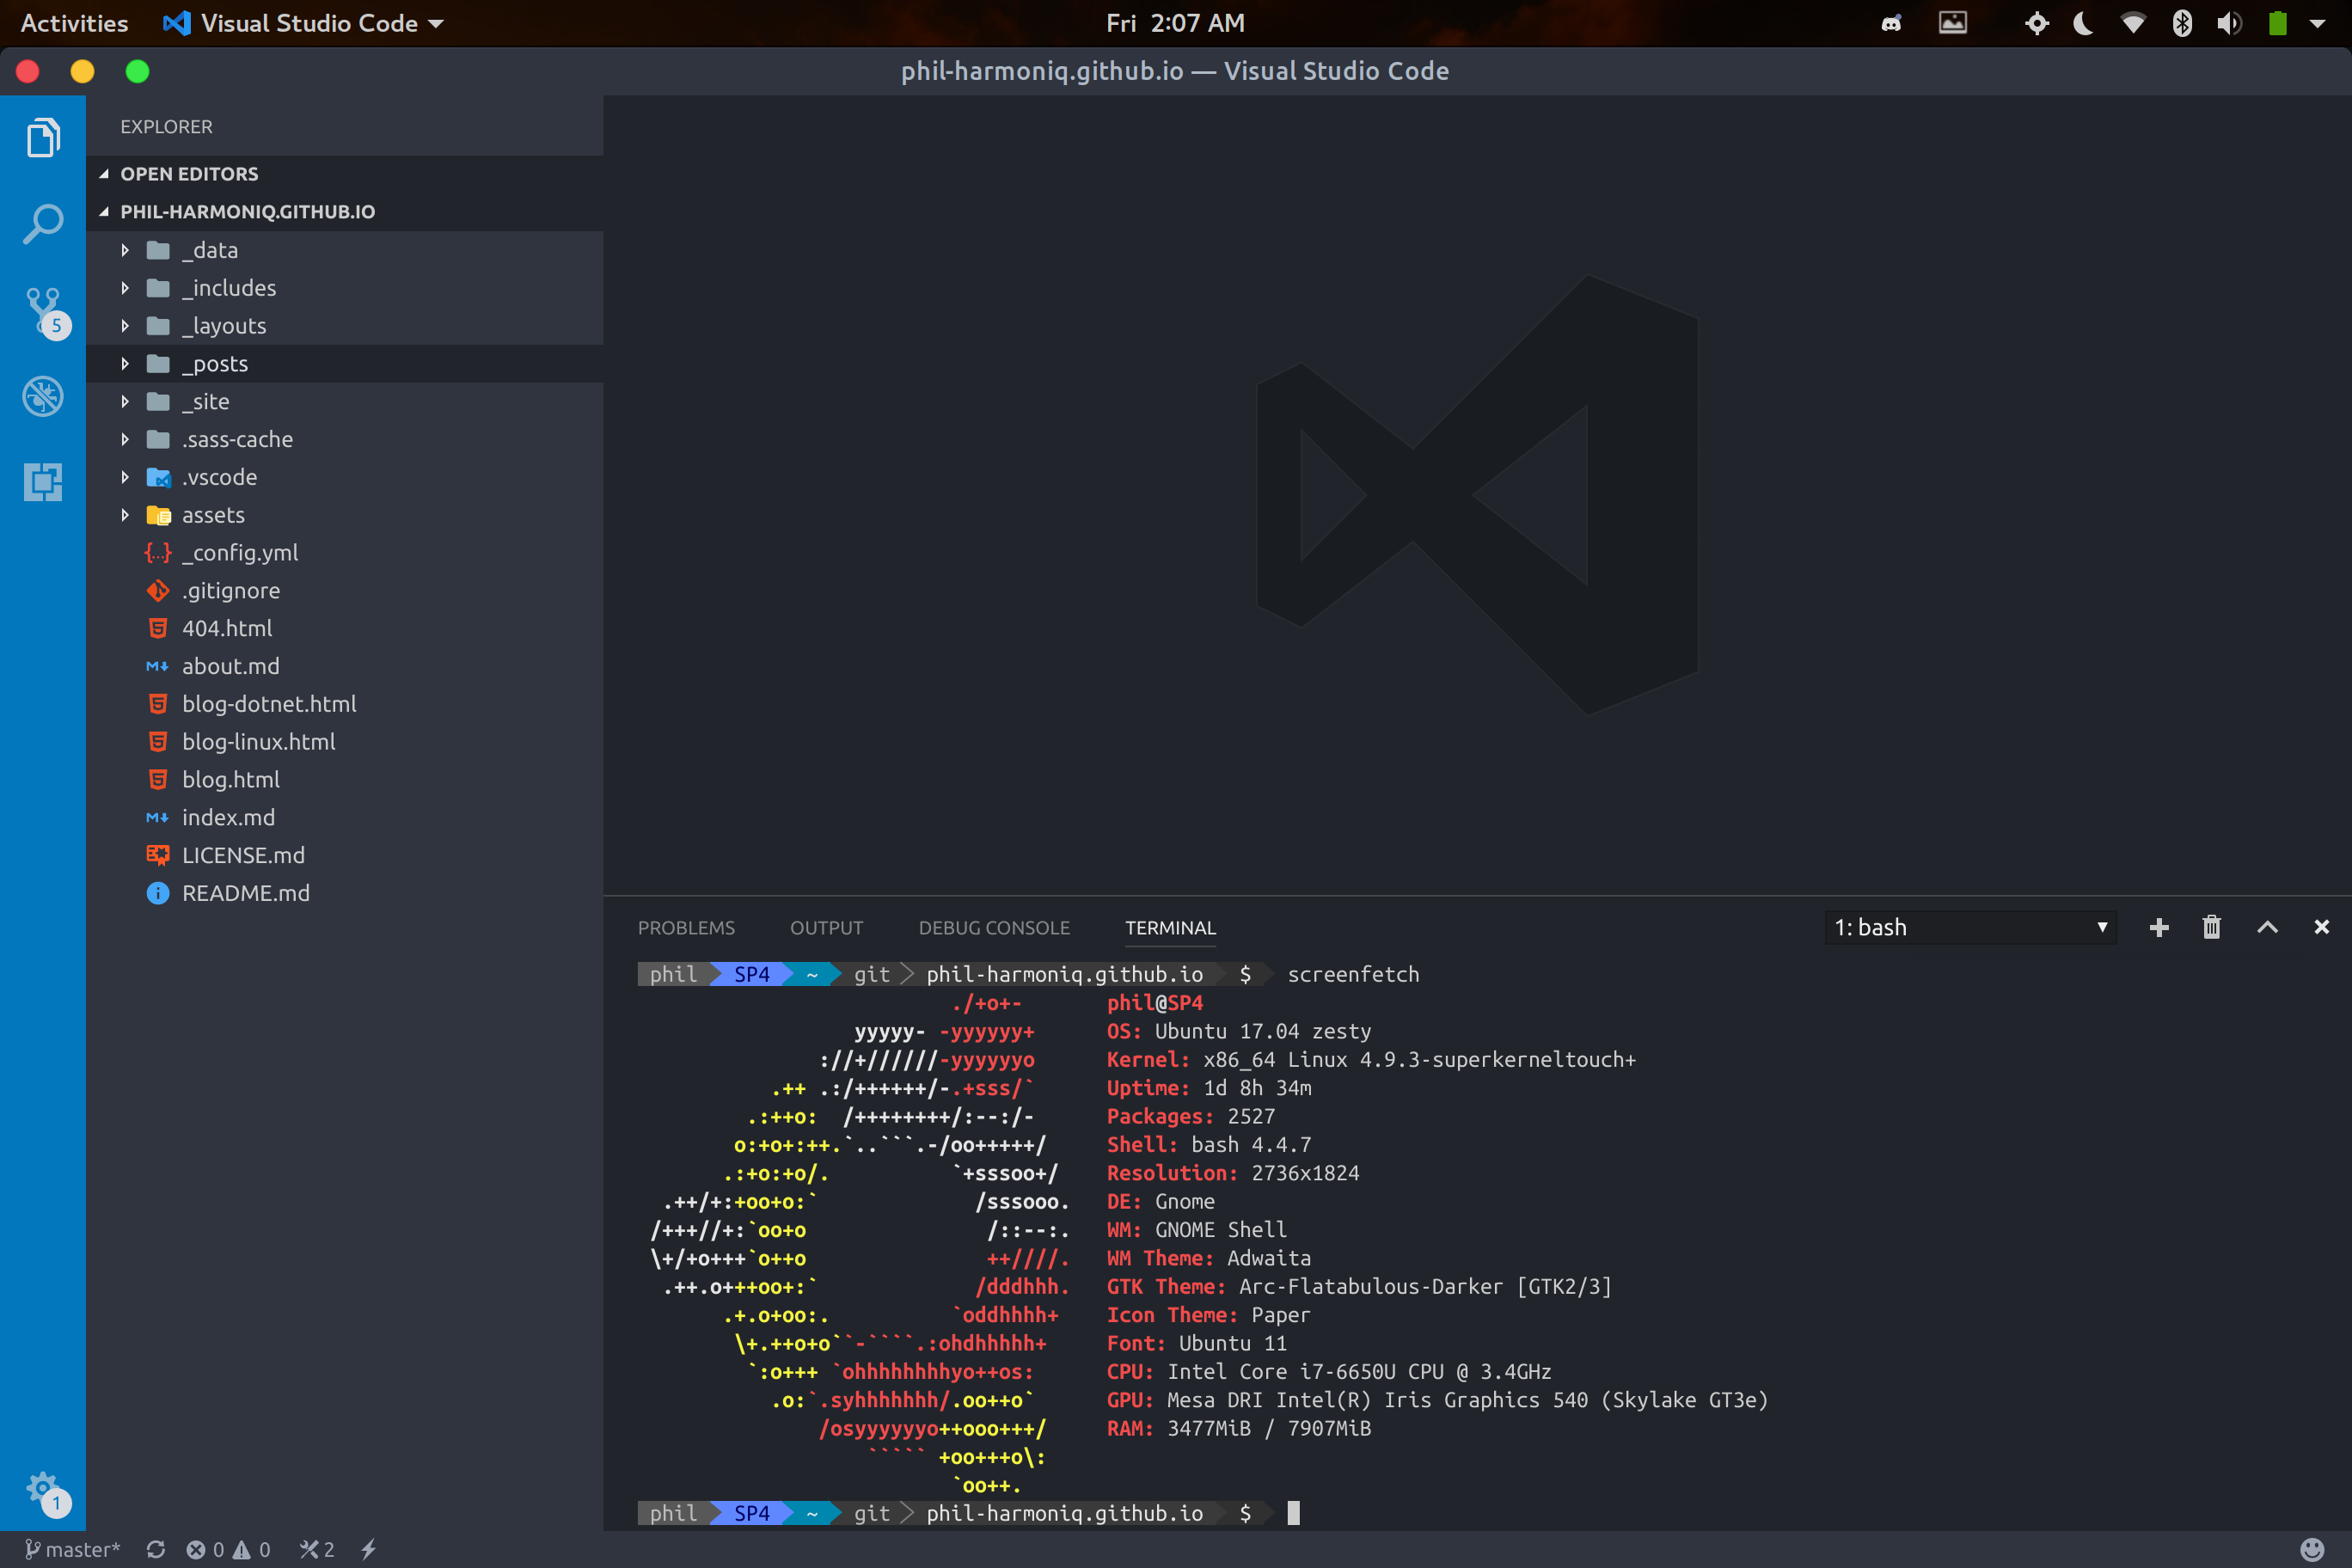 Activities Visual Studio Code Fri 2:07 AM
phil-harmoniq.github.io — Visual Studio Code
EXPLORER
OPEN EDITORS
PHIL-HARMONIQ.GITHUB.IO
_data
_includes
_layouts
5
_posts
_site
.sass-cache
.vscode
assets
{...} _config.yml
.gitignore
404.html
M about.md
blog-dotnet.html
blog-linux.html
blog.html
M index.md
LICENSE.md
i README.md
PROBLEMS OUTPUT DEBUG CONSOLE TERMINAL 1: bash
phil SP4 ~ git phil-harmoniq.github.io $ screenfetch
./+o+- phil@SP4
yyyyy- -yyyyyy+ OS: Ubuntu 17.04 zesty
://+//////-yyyyyyo Kernel: x86_64 Linux 4.9.3-superkerneltouch+
.++ .:/++++++/-.+sss/` Uptime: 1d 8h 34m
.:++o: /++++++++/:--:/- Packages: 2527
o:+o+:++.`..```.-/oo+++++/ Shell: bash 4.4.7
.:+o:+o/. `+sssoo+/ Resolution: 2736x1824
.++/+:+oo+o:` /sssooo. DE: Gnome
/+++//+:`oo+o /::--:. WM: GNOME Shell
\+/+o+++`o++o ++////. WM Theme: Adwaita
.++.o+++oo+:` /dddhhh. GTK Theme: Arc-Flatabulous-Darker [GTK2/3]
.+.o+oo:. `oddhhhh+ Icon Theme: Paper
\+.++o+o``-````.:ohdhhhhh+ Font: Ubuntu 11
`:o+++ `ohhhhhhhhyo++os: CPU: Intel Core i7-6650U CPU @ 3.4GHz
.o:`.syhhhhhhh/.oo++o` GPU: Mesa DRI Intel(R) Iris Graphics 540 (Skylake GT3e)
/osyyyyyyo++ooo+++/ RAM: 3477MiB / 7907MiB
````` +oo+++o\:
`oo++.
1
phil SP4 ~ git phil-harmoniq.github.io $
master* 0 0 2